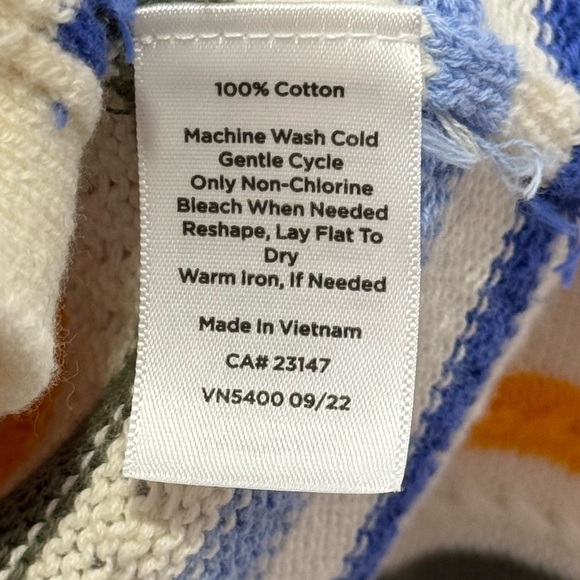 100% Cotton
Machine Wash Cold
Gentle Cycle
Only Non-Chlorine
Bleach When Needed
Reshape, Lay Flat To
Dry
Warm Iron, If Needed
Made In Vietnam
CA# 23147
VN5400 09/22